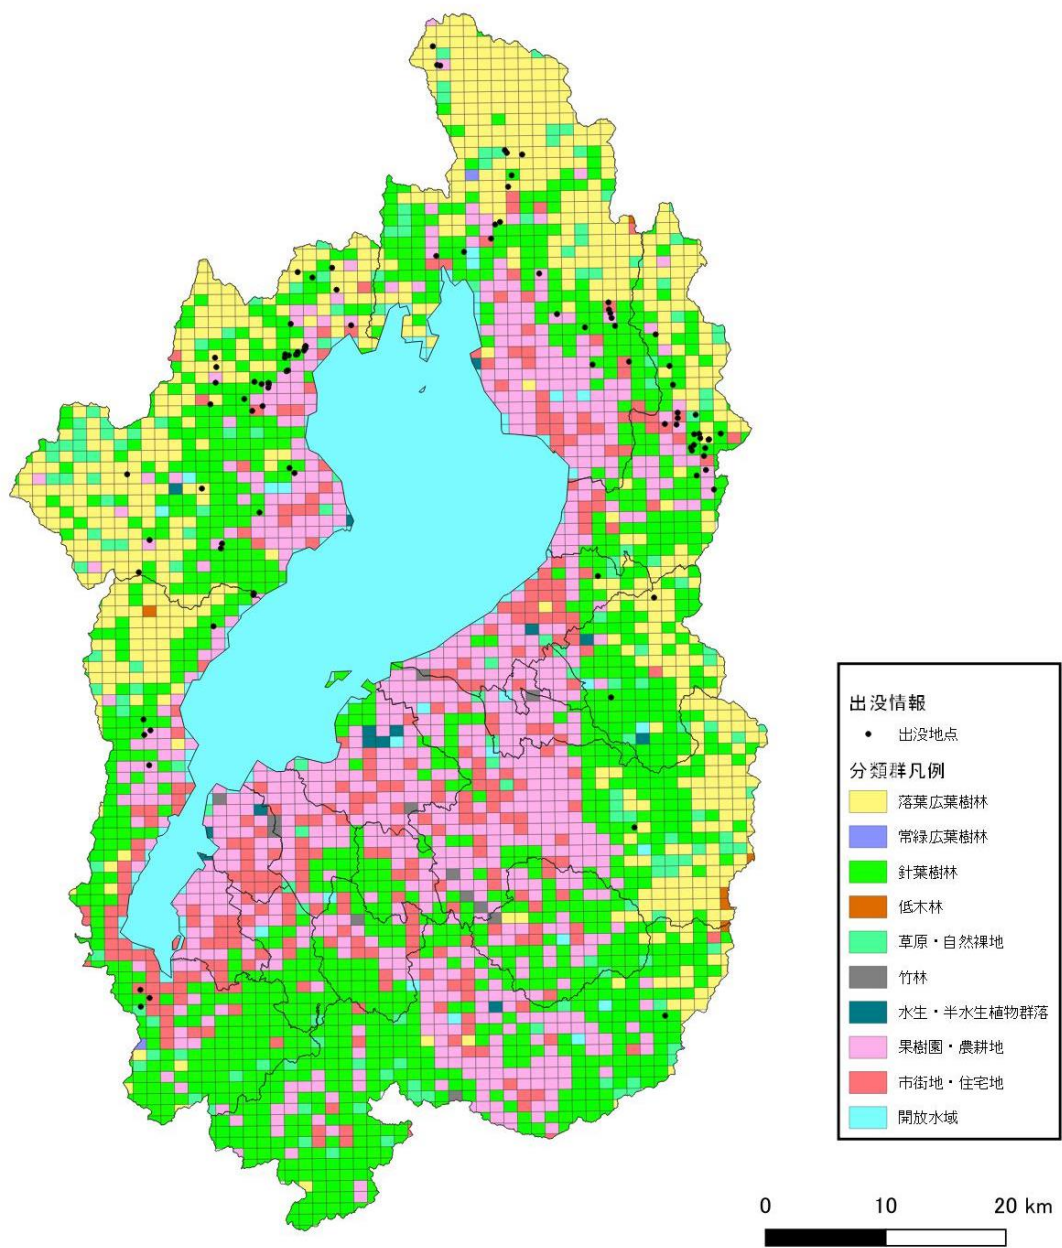 出没情報
出没地点
分類群凡例
落葉広葉樹林
常緑広葉樹林
針葉樹林
低木林
草原・自然裸地
竹林
水生・半水生植物群落
果樹園・農耕地
市街地・住宅地
開放水域
0 10 20 km